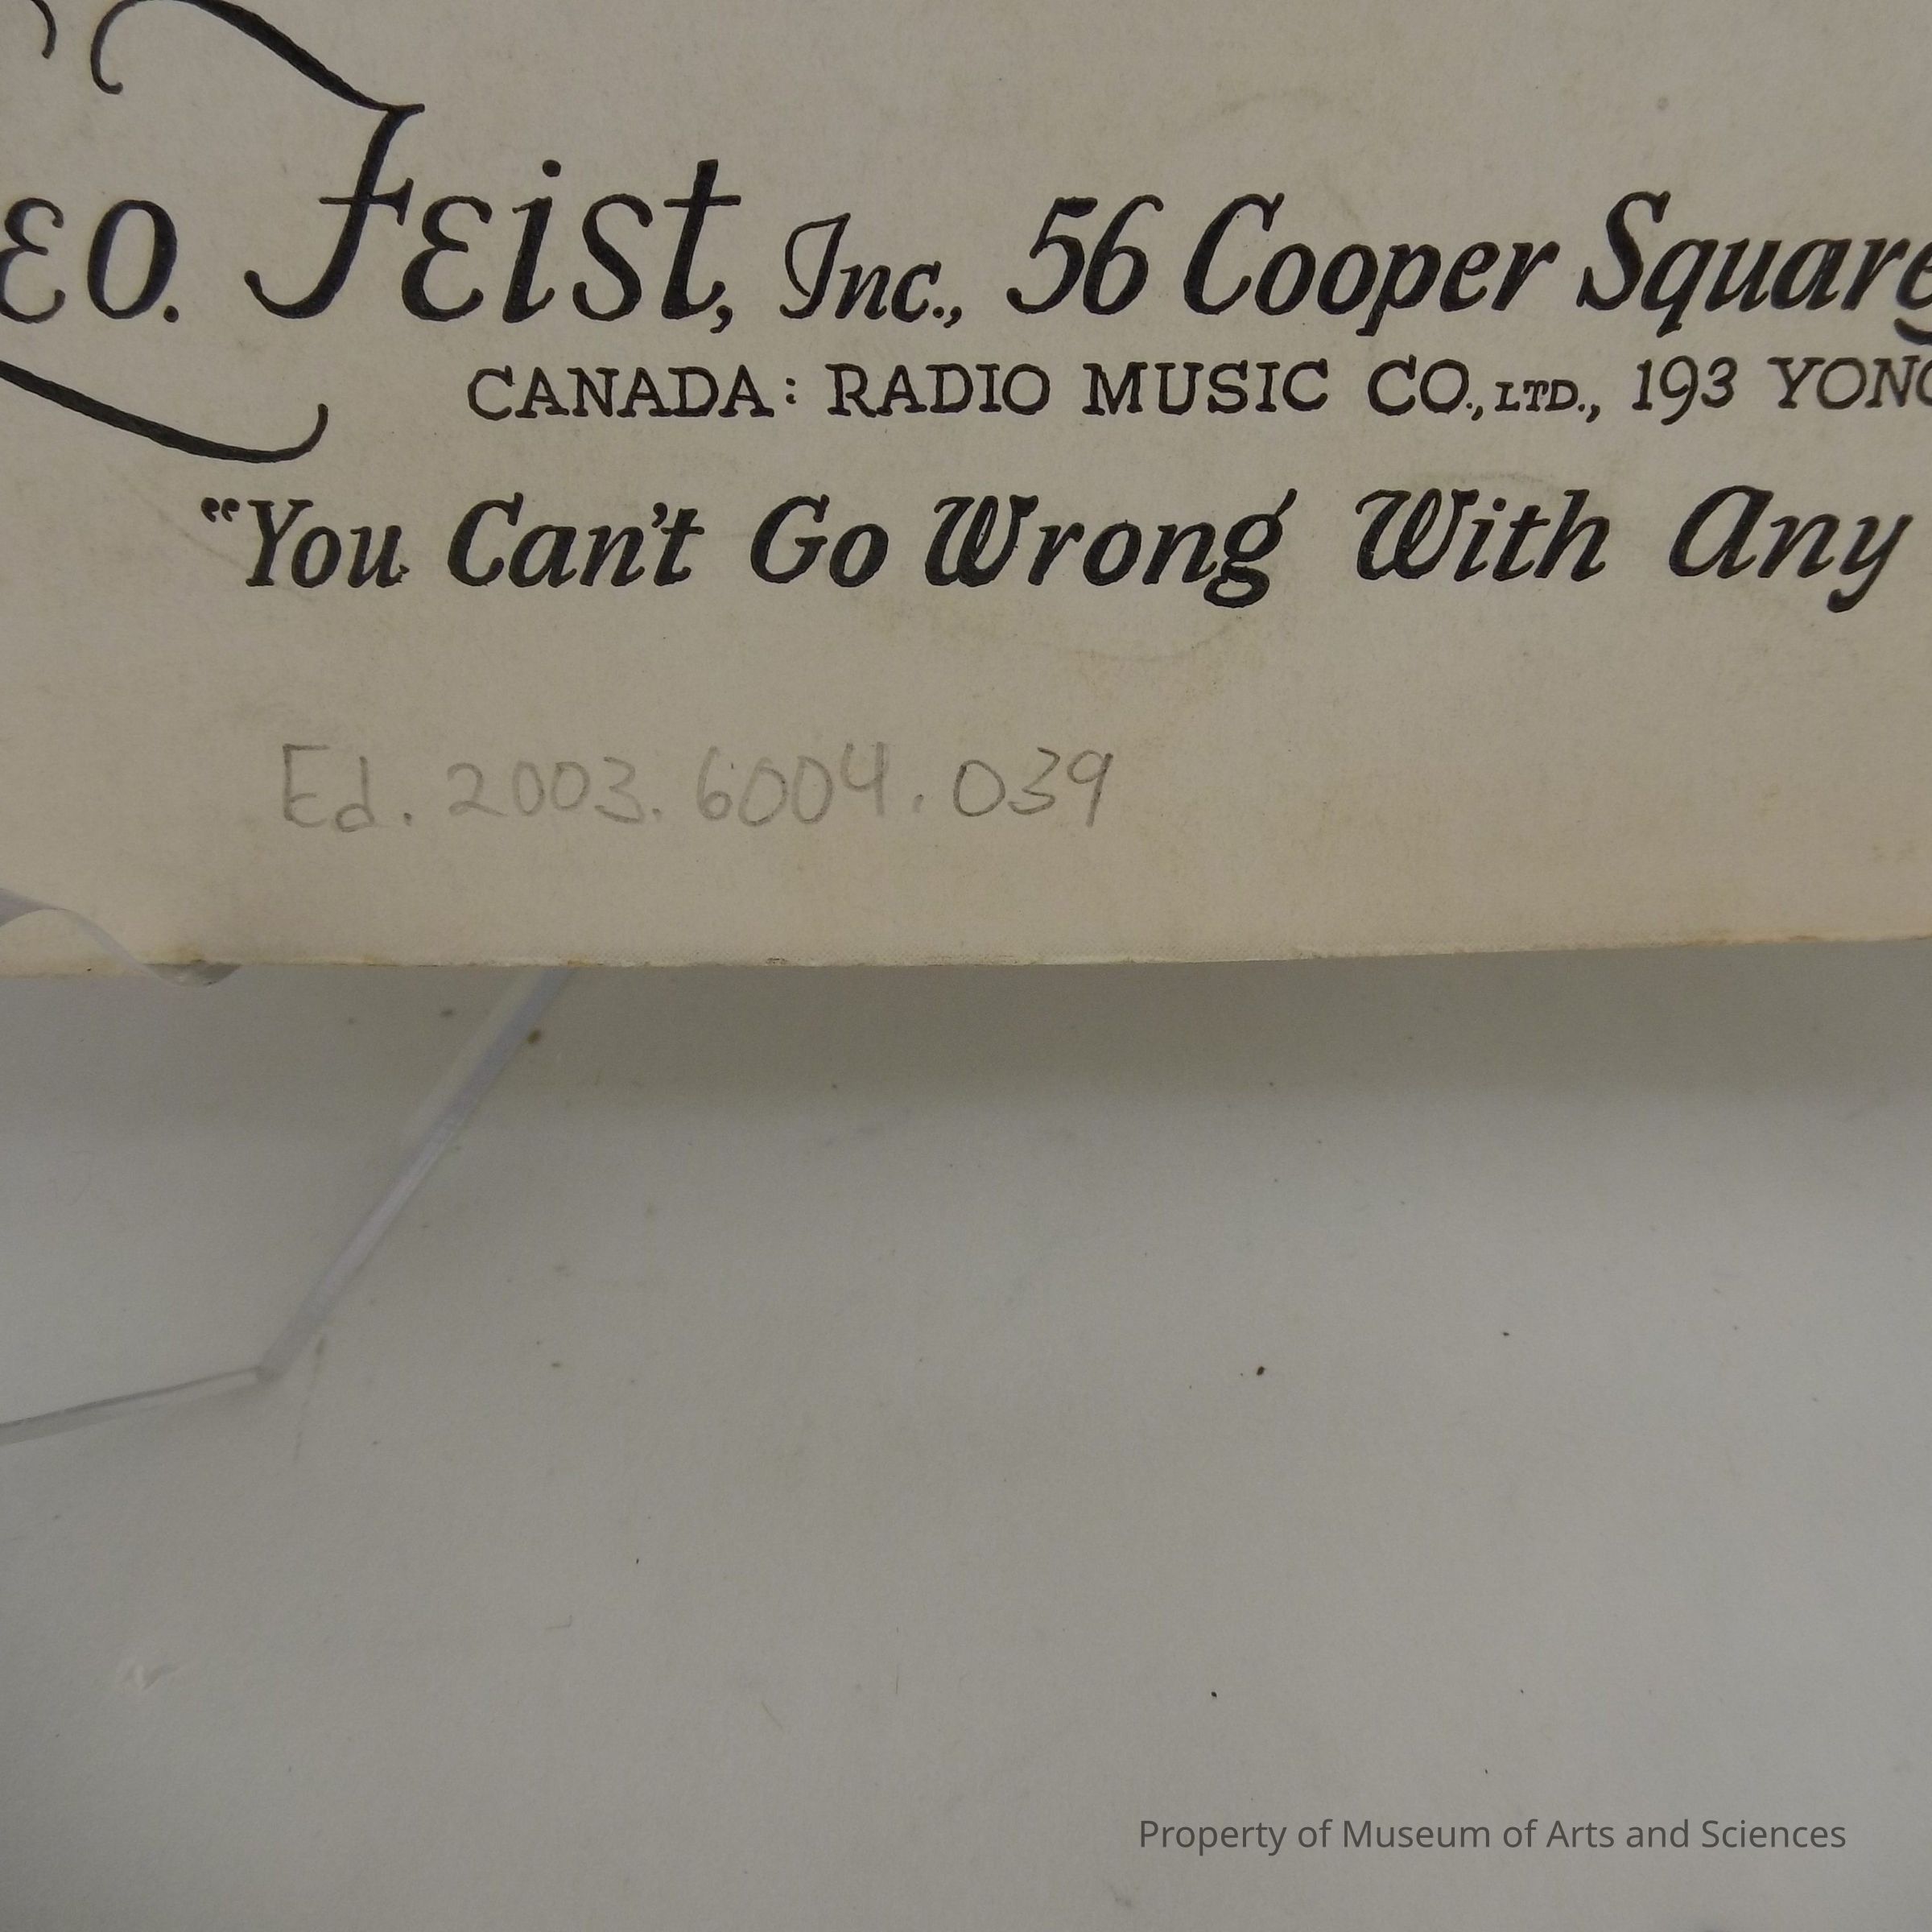 EO. Feist, Inc., 56 Cooper Square
CANADA: RADIO MUSIC CO., LTD., 193 YONG
"You Can't Go Wrong With Any
Ed. 2003. 6004. 039
Property of Museum of Arts and Sciences